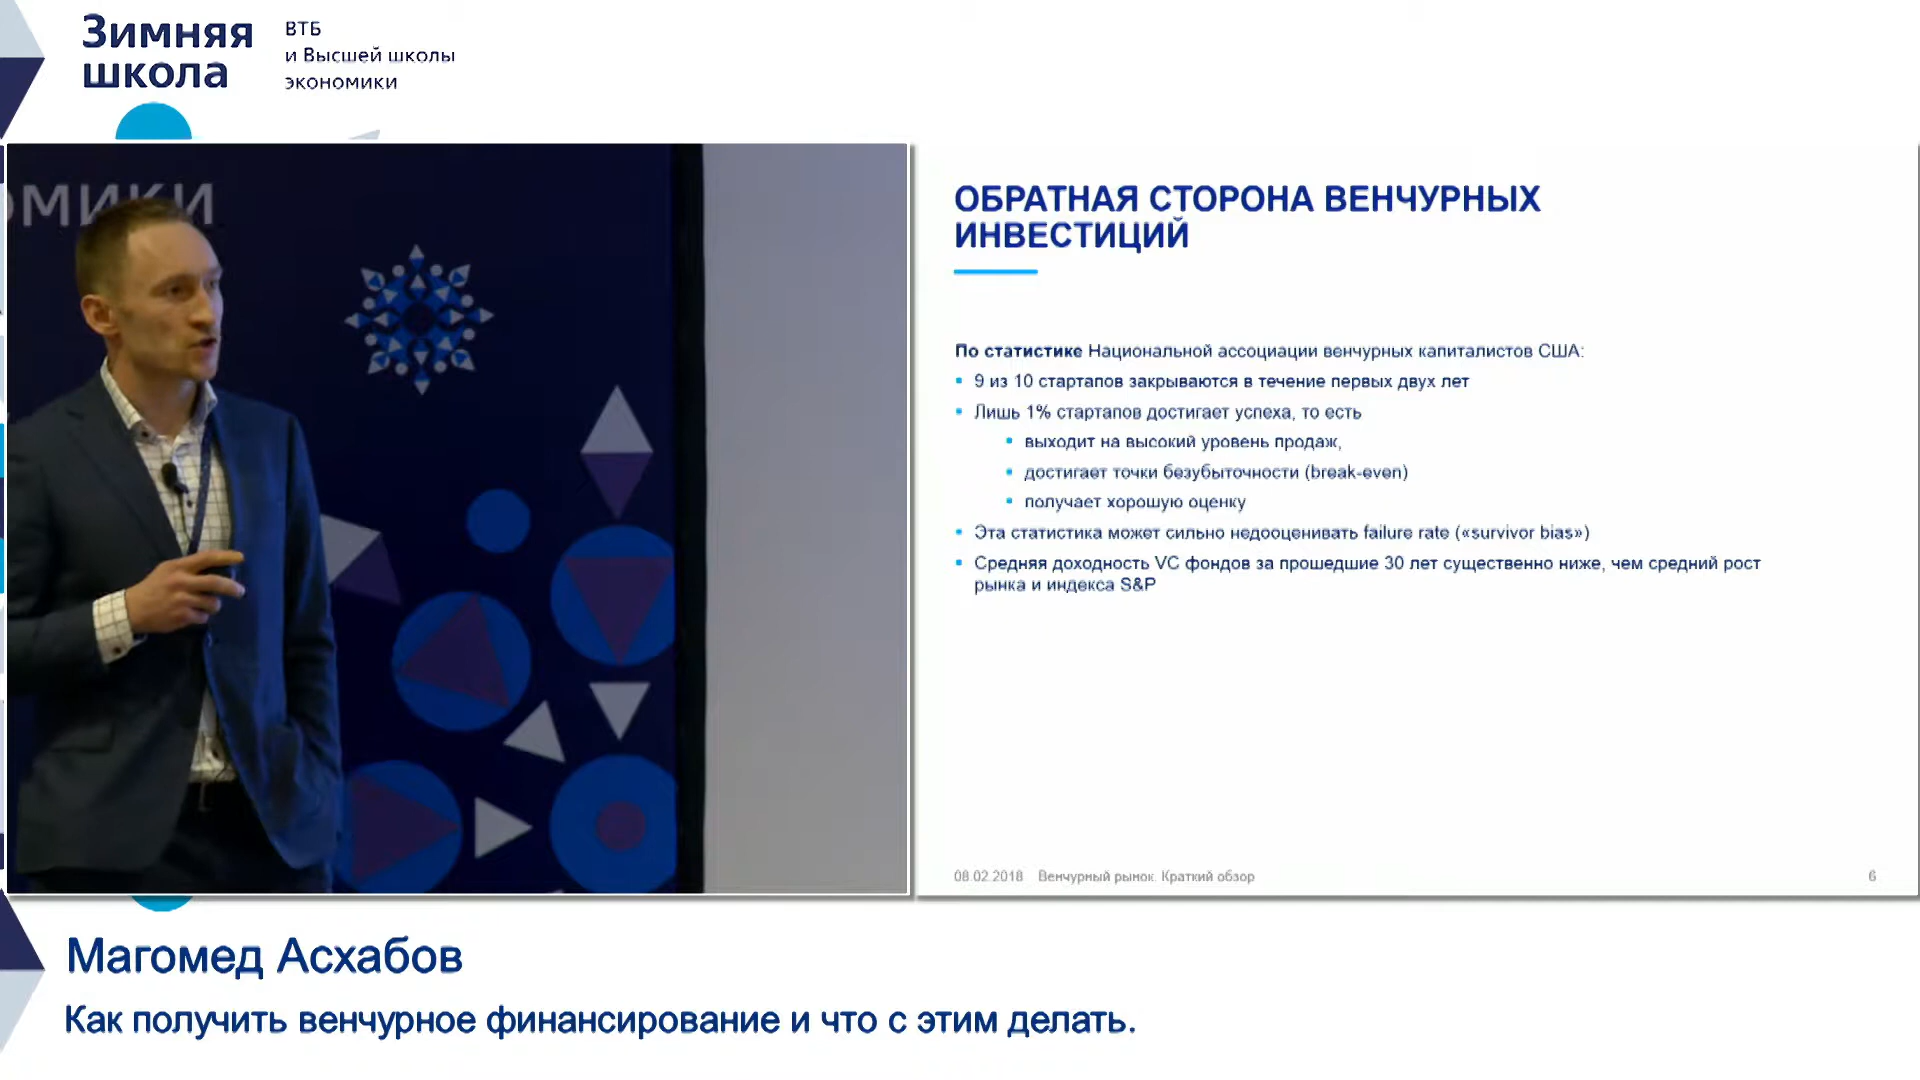 Зимняя
школа
ВТБ
и Высшей школы
экономики
ОМИКИ
ОБРАТНАЯ СТОРОНА ВЕНЧУРНЫХ
ИНВЕСТИЦИЙ
По статистике Национальной ассоциации венчурных капиталистов США:
• 9 из 10 стартапов закрываются в течение первых двух лет
• Лишь 1% стартапов достигает успеха, то есть
• выходит на высокий уровень продаж,
• достигает точки безубыточности (break-even)
• получает хорошую оценку
• Эта статистика может сильно недооценивать failure rate («survivor bias»)
• Средняя доходность VC фондов за прошедшие 30 лет существенно ниже, чем средний рост
рынка и индекса S&P
08.02.2018 Венчурный рынок. Краткий обзор 6
Магомед Асхабов
Как получить венчурное финансирование и что с этим делать.